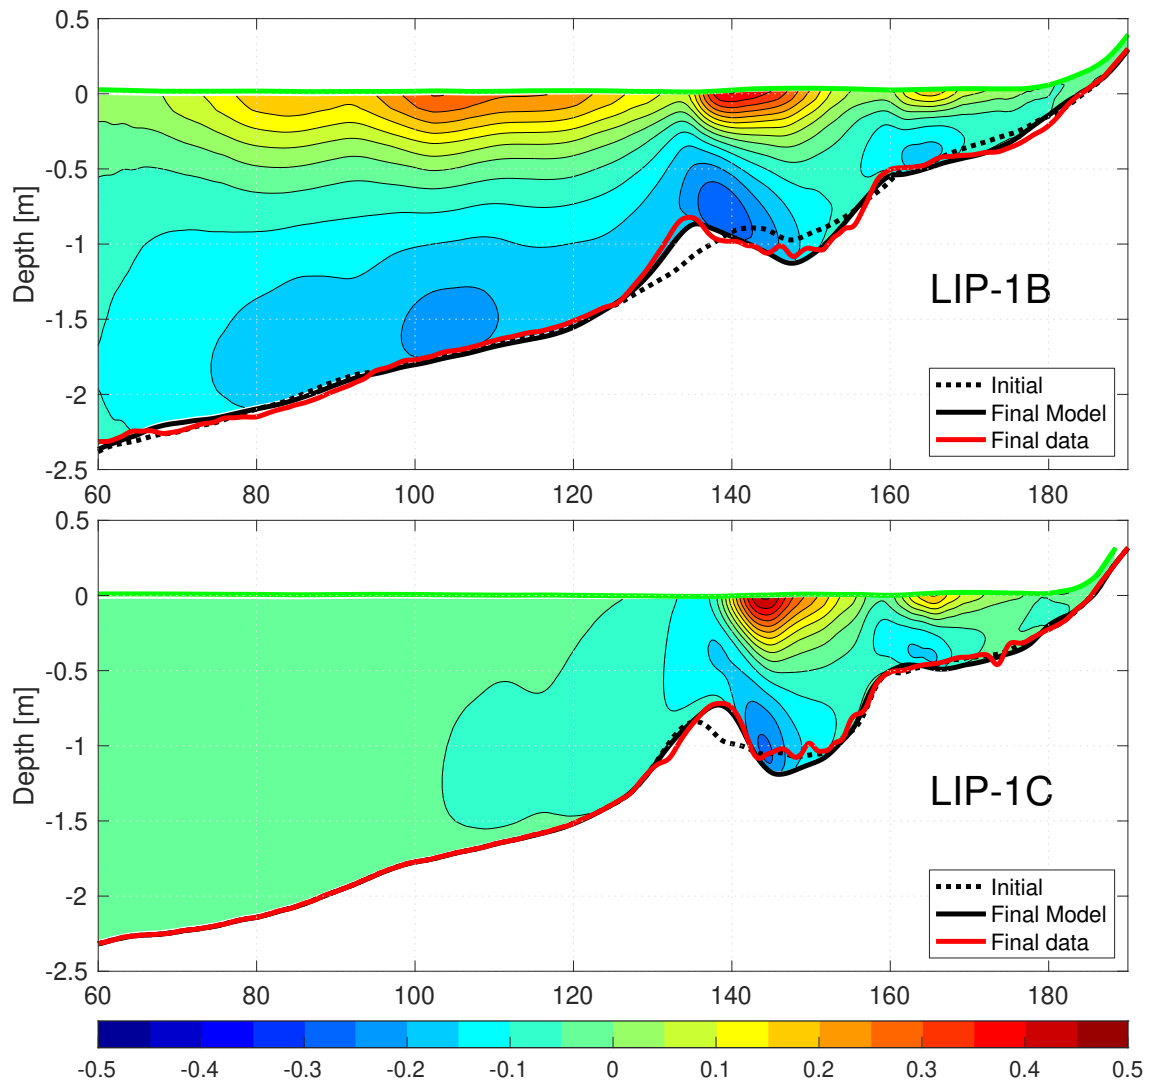 0.5
0
-0.5
-1
-1.5
-2
-2.5
Depth [m]
LIP-1B
Initial
Final Model
Final data
60 80 100 120 140 160 180
0.5
0
-0.5
-1
-1.5
-2
-2.5
Depth [m]
LIP-1C
Initial
Final Model
Final data
60 80 100 120 140 160 180
-0.5 -0.4 -0.3 -0.2 -0.1 0 0.1 0.2 0.3 0.4 0.5